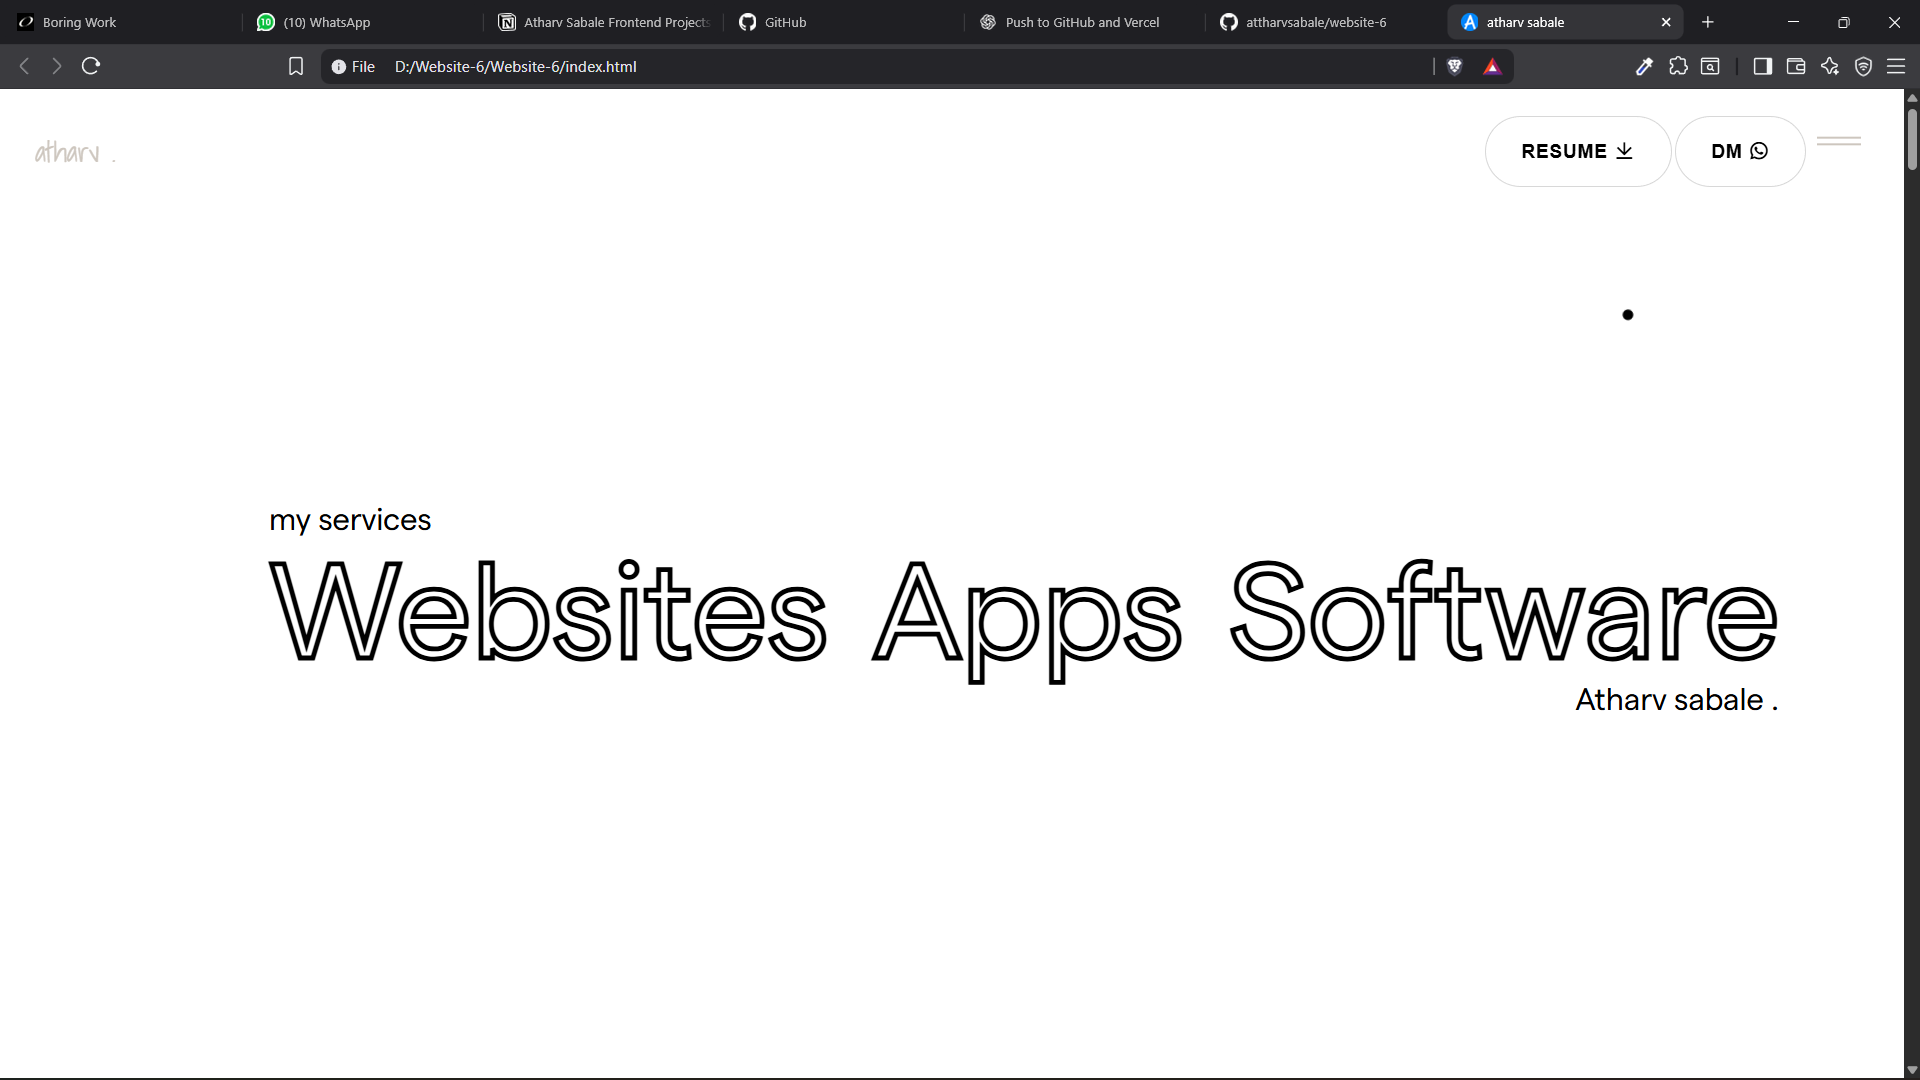 Boring Work
(10) WhatsApp
Atharv Sabale Frontend Projects
GitHub
Push to GitHub and Vercel
attharvsabale/website-6
atharv sabale
File
D:/Website-6/Website-6/index.html
atharv .
RESUME
DM
my services
Websites Apps Software
Atharv sabale .